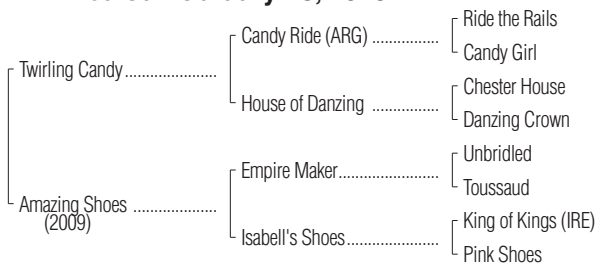 Ride the Rails
Candy Ride (ARG) ................
Candy Girl
Twirling Candy......................
Chester House
House of Danzing ................
Danzing Crown
Unbridled
Empire Maker........................
Toussaud
Amazing Shoes ....................
(2009)
King of Kings (IRE)
Isabell's Shoes......................
Pink Shoes